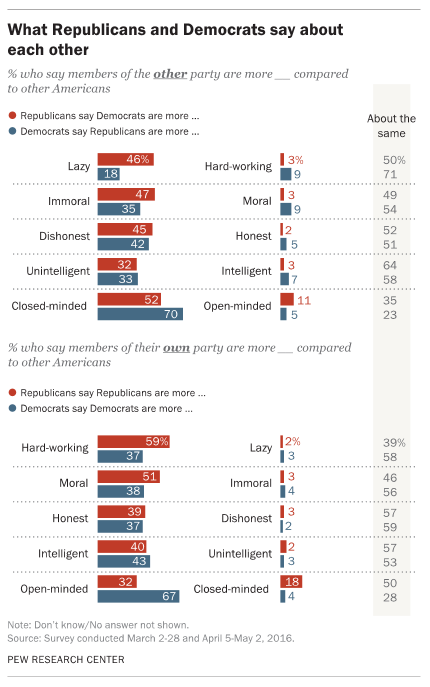 What Republicans and Democrats say about
each other
% who say members of the other party are more __ compared
to other Americans
About the
same
Republicans say Democrats are more ...
Democrats say Republicans are more ...
Lazy 46% Hard-working 3% 50%
18 9 71
Immoral 47 Moral 3 49
35 9 54
Dishonest 45 Honest 2 52
42 5 51
Unintelligent 32 Intelligent 3 64
33 7 58
Closed-minded 52 Open-minded 11 35
70 5 23
% who say members of their own party are more __ compared
to other Americans
Republicans say Republicans are more ...
Democrats say Democrats are more ...
Hard-working 59% Lazy 2% 39%
37 3 58
Moral 51 Immoral 3 46
38 4 56
Honest 39 Dishonest 3 57
37 2 59
Intelligent 40 Unintelligent 2 57
43 3 53
Open-minded 32 Closed-minded 18 50
67 4 28
Note: Don't know/No answer not shown.
Source: Survey conducted March 2-28 and April 5-May 2, 2016.
PEW RESEARCH CENTER